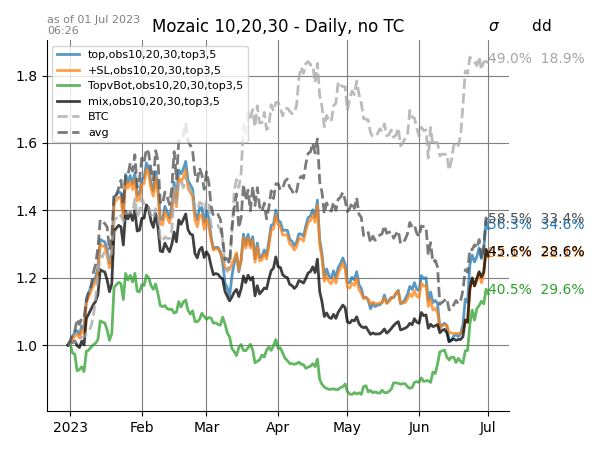 as of 01 Jul 2023
06:26
Mozaic 10,20,30 - Daily, no TC
σ dd
top,obs10,20,30,top3,5
+SL,obs10,20,30,top3,5
TopvBot,obs10,20,30,top3,5
mix,obs10,20,30,top3,5
BTC
avg
49.0% 18.9%
58.5% 33.4%
56.3% 34.6%
45.6% 28.6%
40.5% 29.6%
1.8
1.6
1.4
1.2
1.0
2023 Feb Mar Apr May Jun Jul